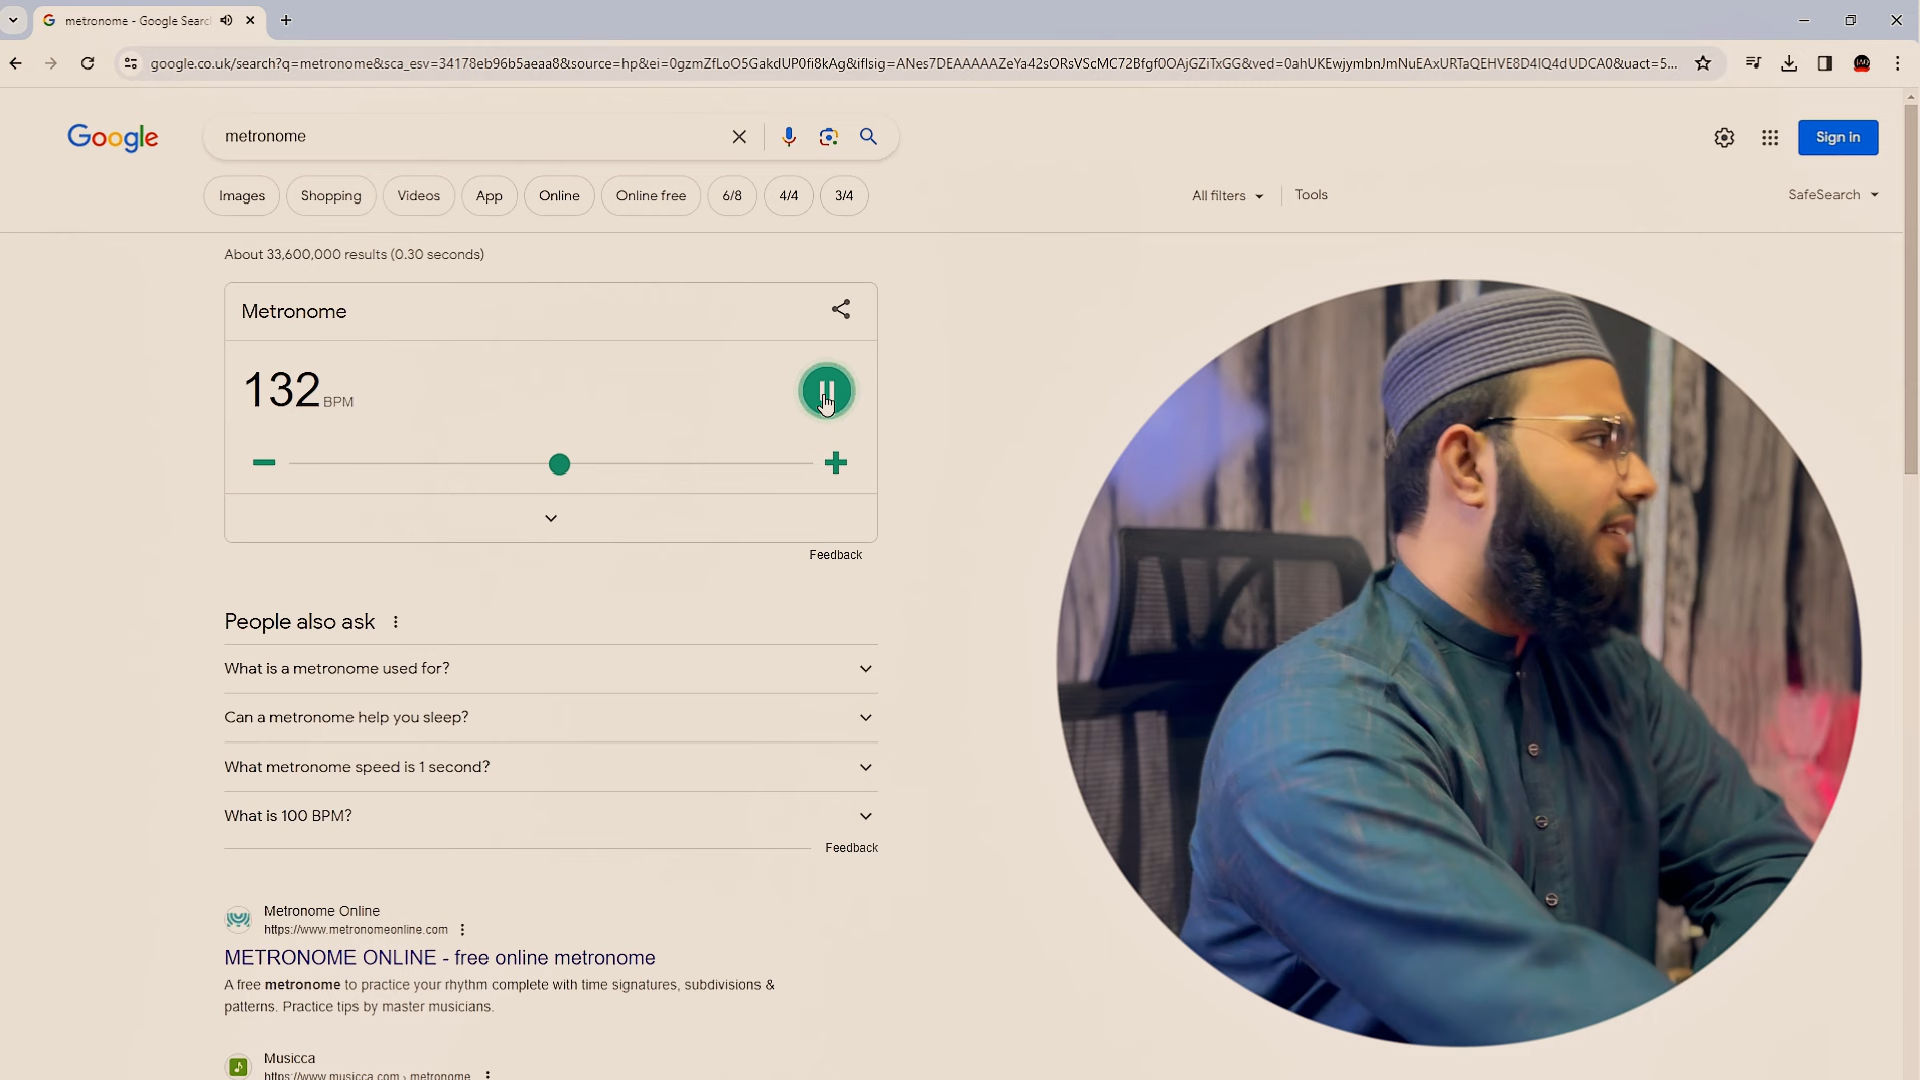 metronome - Google Searc
google.co.uk/search?q=metronome&sca_esv=34178eb96b5aeaa8&source=hp&ei=0gzmZfLoO5GakdUP0fi8kAg&iflsig=ANes7DEAAAAAZeYa42sORsVScMC72Bfgf0OAjGZiTxGG&ved=0ahUKEwjymbnJmNuEAxURTaQEHVE8D4IQ4dUDCA0&uact=5...
Google
metronome
Sign in
Images Shopping Videos App Online Online free 6/8 4/4 3/4 All filters Tools SafeSearch
About 33,600,000 results (0.30 seconds)
Metronome
132 BPM
Feedback
People also ask
What is a metronome used for?
Can a metronome help you sleep?
What metronome speed is 1 second?
What is 100 BPM?
Feedback
Metronome Online
https://www.metronomeonline.com
METRONOME ONLINE - free online metronome
A free metronome to practice your rhythm complete with time signatures, subdivisions &
patterns. Practice tips by master musicians.
Musicca
https://www.musicca.com › metronome